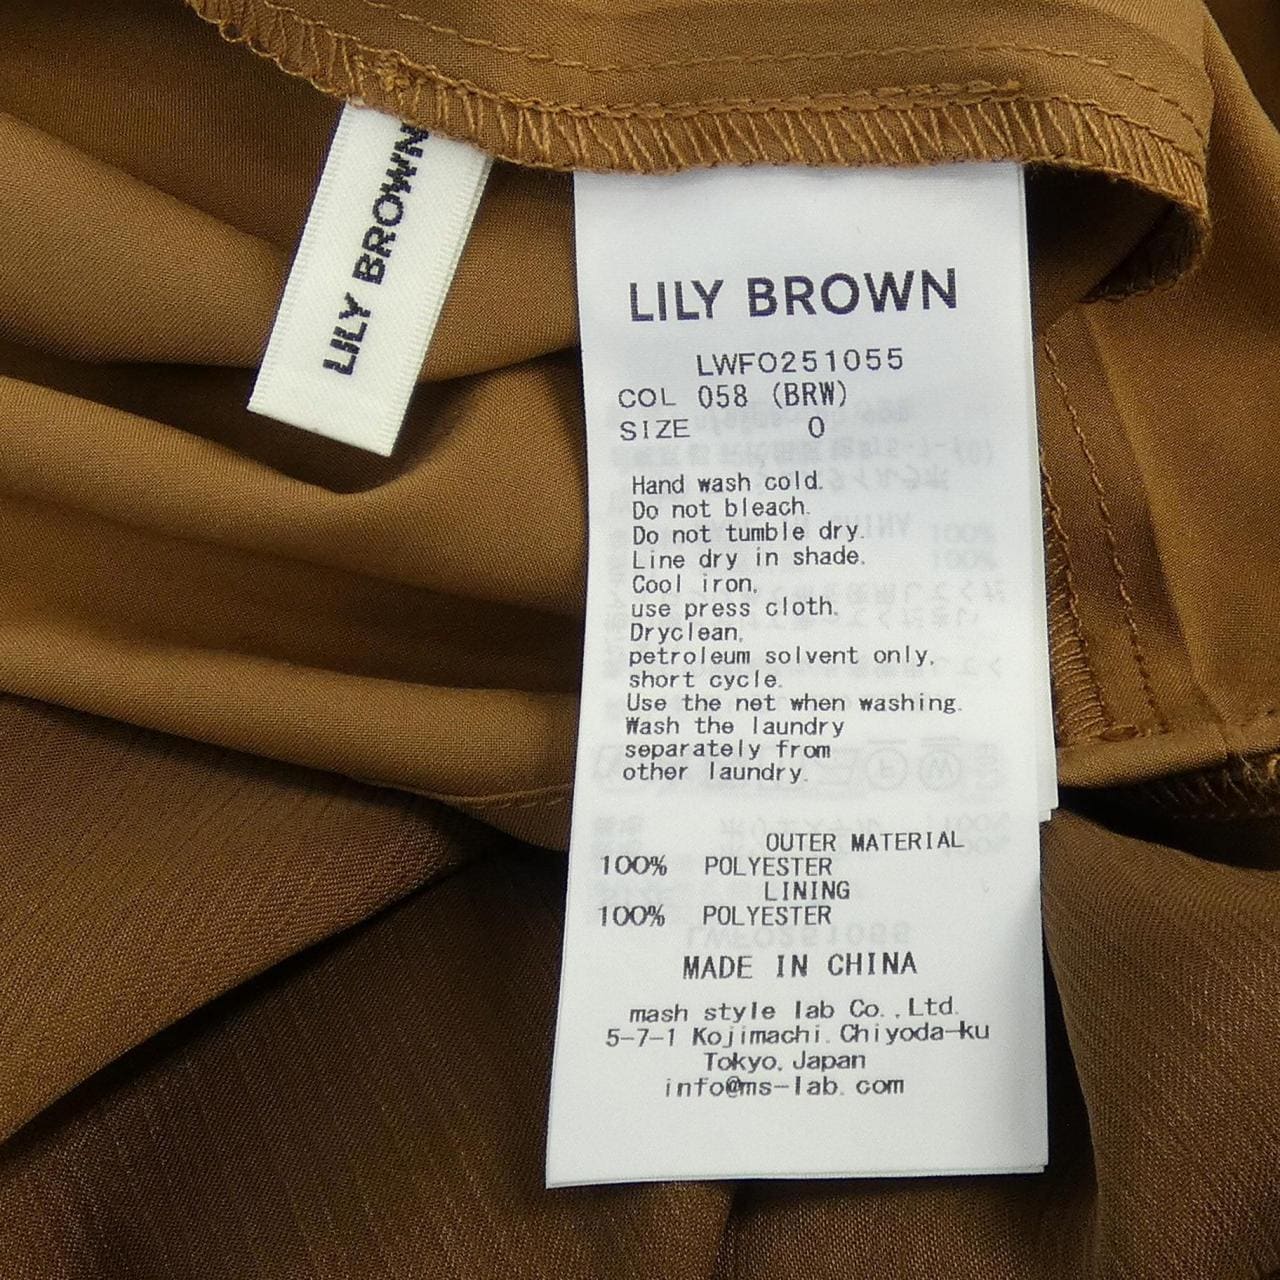 LILY BROWN
LILY BROWN
LWFO251055
COL 058 (BRW)
SIZE 0
Hand wash cold.
Do not bleach.
Do not tumble dry.
Line dry in shade.
Cool iron,
use press cloth.
Dryclean,
petroleum solvent only,
short cycle.
Use the net when washing.
Wash the laundry
separately from
other laundry.
OUTER MATERIAL
100% POLYESTER
LINING
100% POLYESTER
MADE IN CHINA
mash style lab Co.,Ltd.
5-7-1 Kojimachi, Chiyoda-ku
Tokyo, Japan
info@ms-lab.com